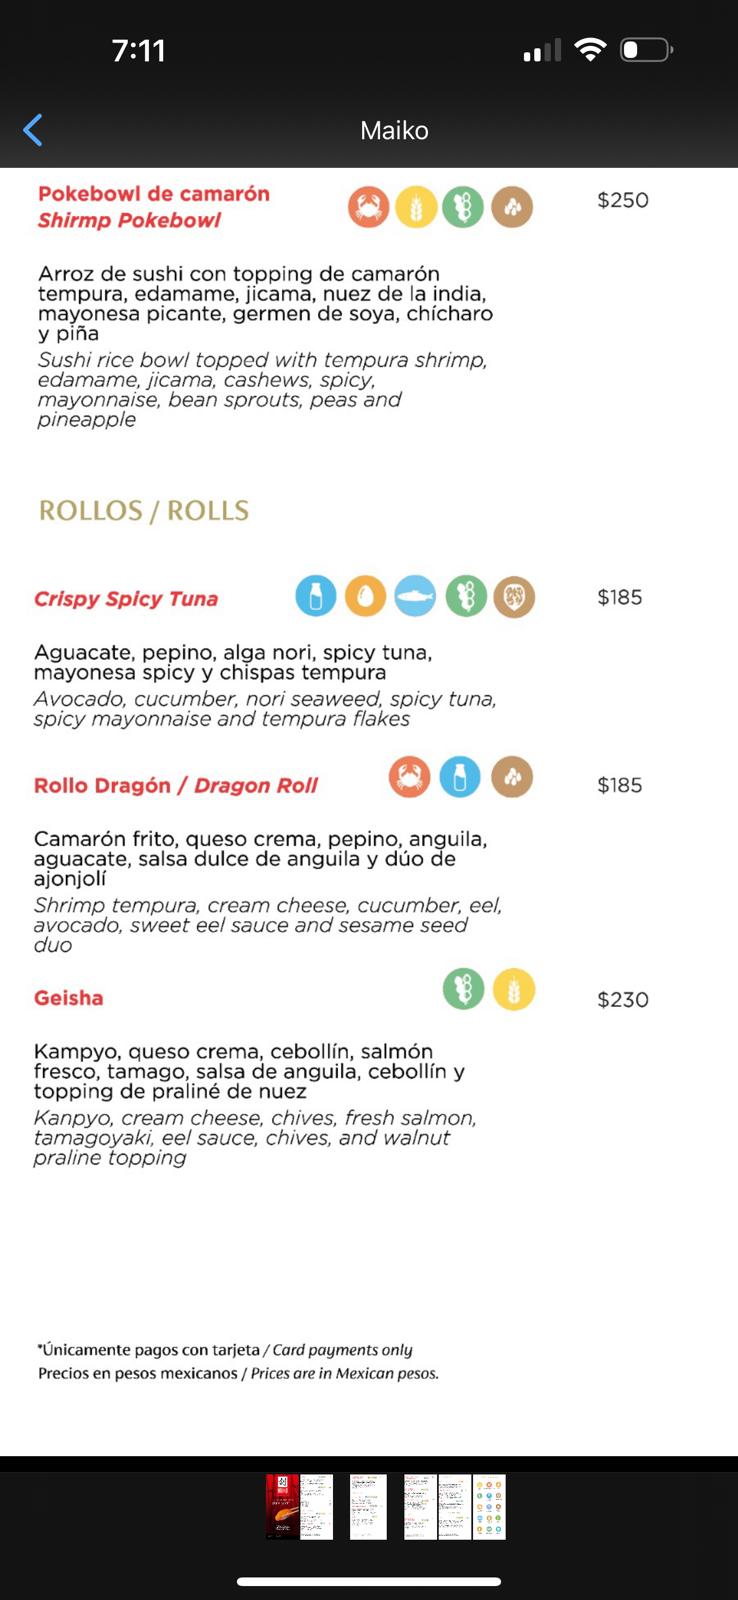 7:11
Maiko
Pokebowl de camarón
Shirmp Pokebowl
$250
Arroz de sushi con topping de camarón
tempura, edamame, jicama, nuez de la india,
mayonesa picante, germen de soya, chícharo
y piña
Sushi rice bowl topped with tempura shrimp,
edamame, jicama, cashews, spicy,
mayonnaise, bean sprouts, peas and
pineapple
ROLLOS / ROLLS
Crispy Spicy Tuna
$185
Aguacate, pepino, alga nori, spicy tuna,
mayonesa spicy y chispas tempura
Avocado, cucumber, nori seaweed, spicy tuna,
spicy mayonnaise and tempura flakes
Rollo Dragón / Dragon Roll
$185
Camarón frito, queso crema, pepino, anguila,
aguacate, salsa dulce de anguila y dúo de
ajonjolí
Shrimp tempura, cream cheese, cucumber, eel,
avocado, sweet eel sauce and sesame seed
duo
Geisha
$230
Kampyo, queso crema, cebollín, salmón
fresco, tamago, salsa de anguila, cebollín y
topping de praliné de nuez
Kanpyo, cream cheese, chives, fresh salmon,
tamagoyaki, eel sauce, chives, and walnut
praline topping
*Únicamente pagos con tarjeta / Card payments only
Precios en pesos mexicanos / Prices are in Mexican pesos.